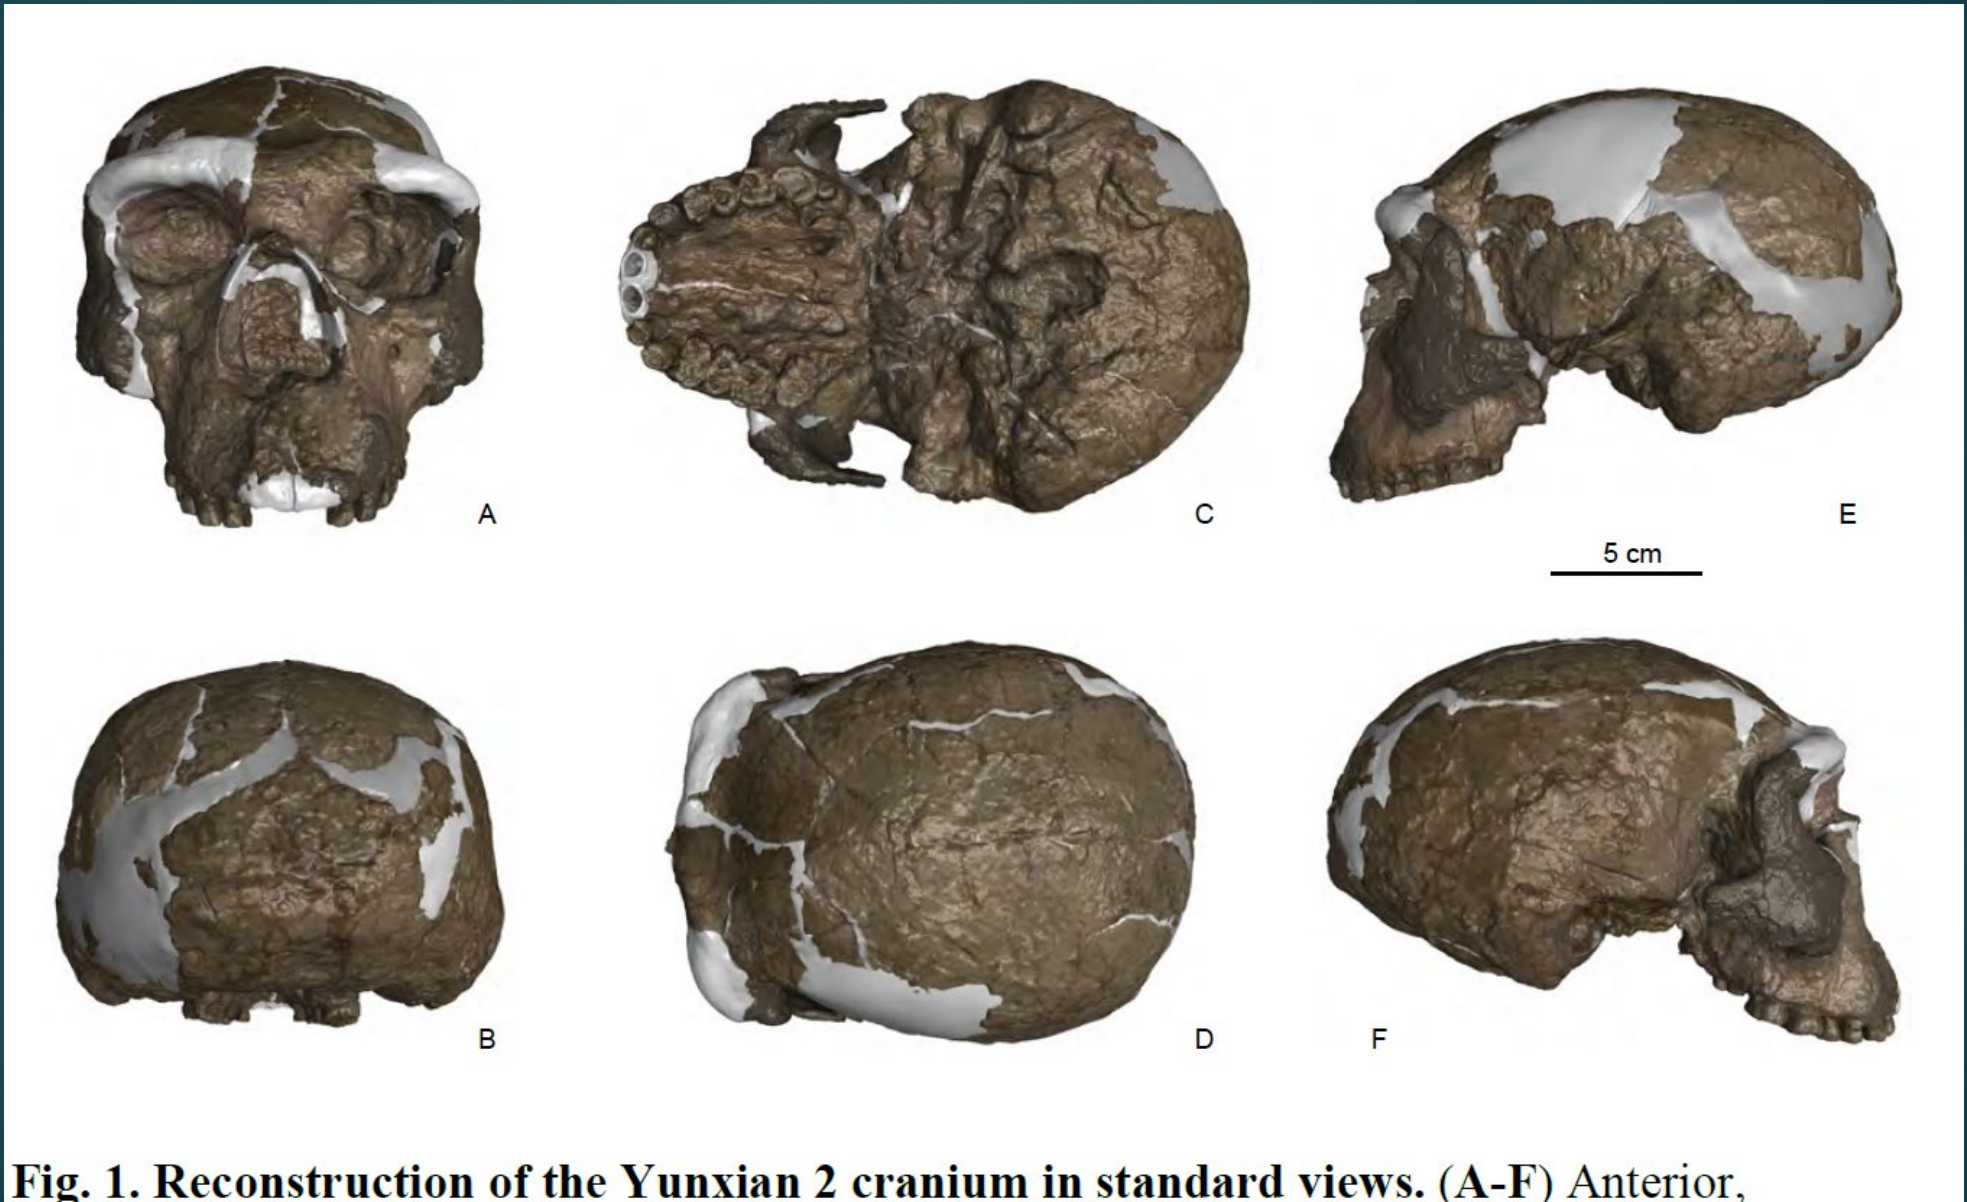 A
C
E
5 cm
B
D
F
Fig. 1. Reconstruction of the Yunxian 2 cranium in standard views. (A-F) Anterior,